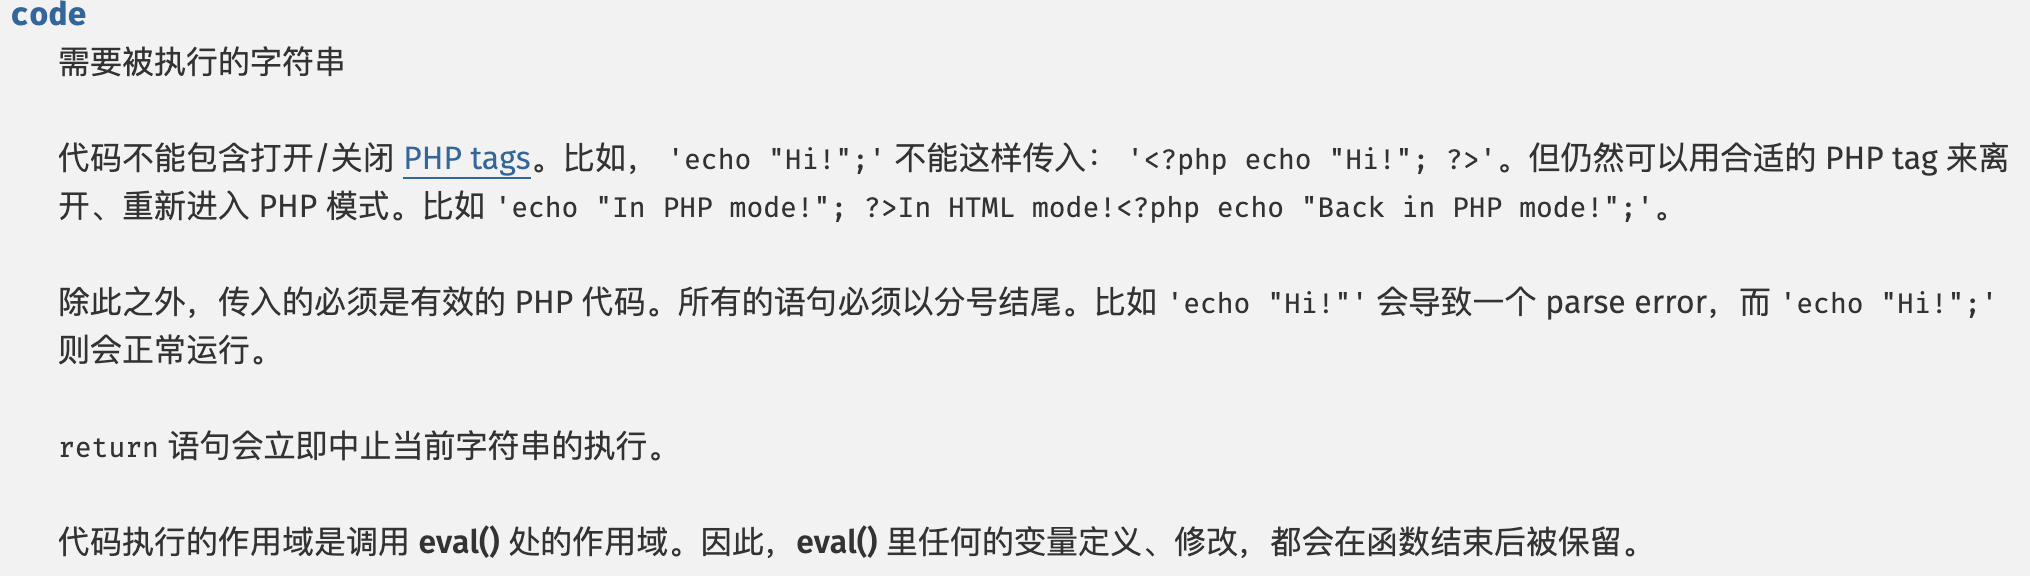 code
需要被执行的字符串
代码不能包含打开/关闭 PHP tags。比如， 'echo "Hi!";' 不能这样传入： '<?php echo "Hi!"; ?>'。但仍然可以用合适的 PHP tag 来离
开、重新进入 PHP 模式。比如 'echo "In PHP mode!"; ?>In HTML mode!<?php echo "Back in PHP mode!";'。
除此之外，传入的必须是有效的 PHP 代码。所有的语句必须以分号结尾。比如 'echo "Hi!"' 会导致一个 parse error，而 'echo "Hi!";'
则会正常运行。
return 语句会立即中止当前字符串的执行。
代码执行的作用域是调用 eval() 处的作用域。因此，eval() 里任何的变量定义、修改，都会在函数结束后被保留。